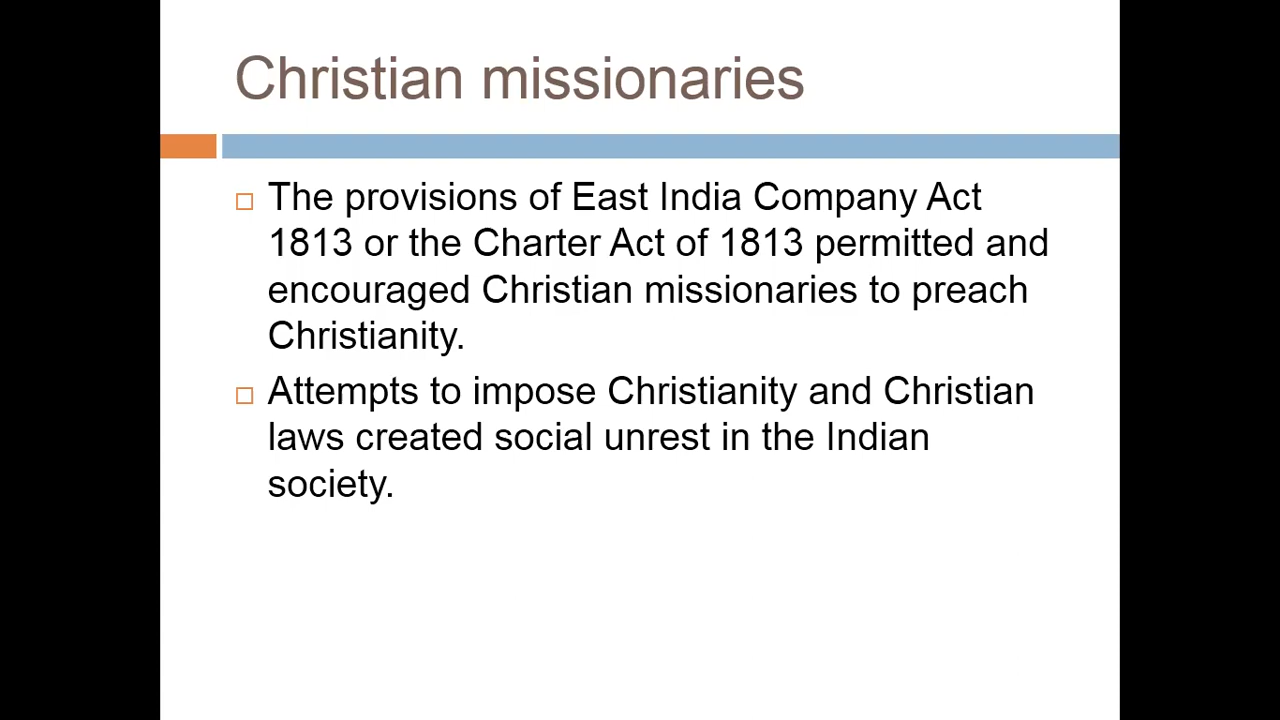 Christian missionaries
The provisions of East India Company Act
1813 or the Charter Act of 1813 permitted and
encouraged Christian missionaries to preach
Christianity.
Attempts to impose Christianity and Christian
laws created social unrest in the Indian
society.